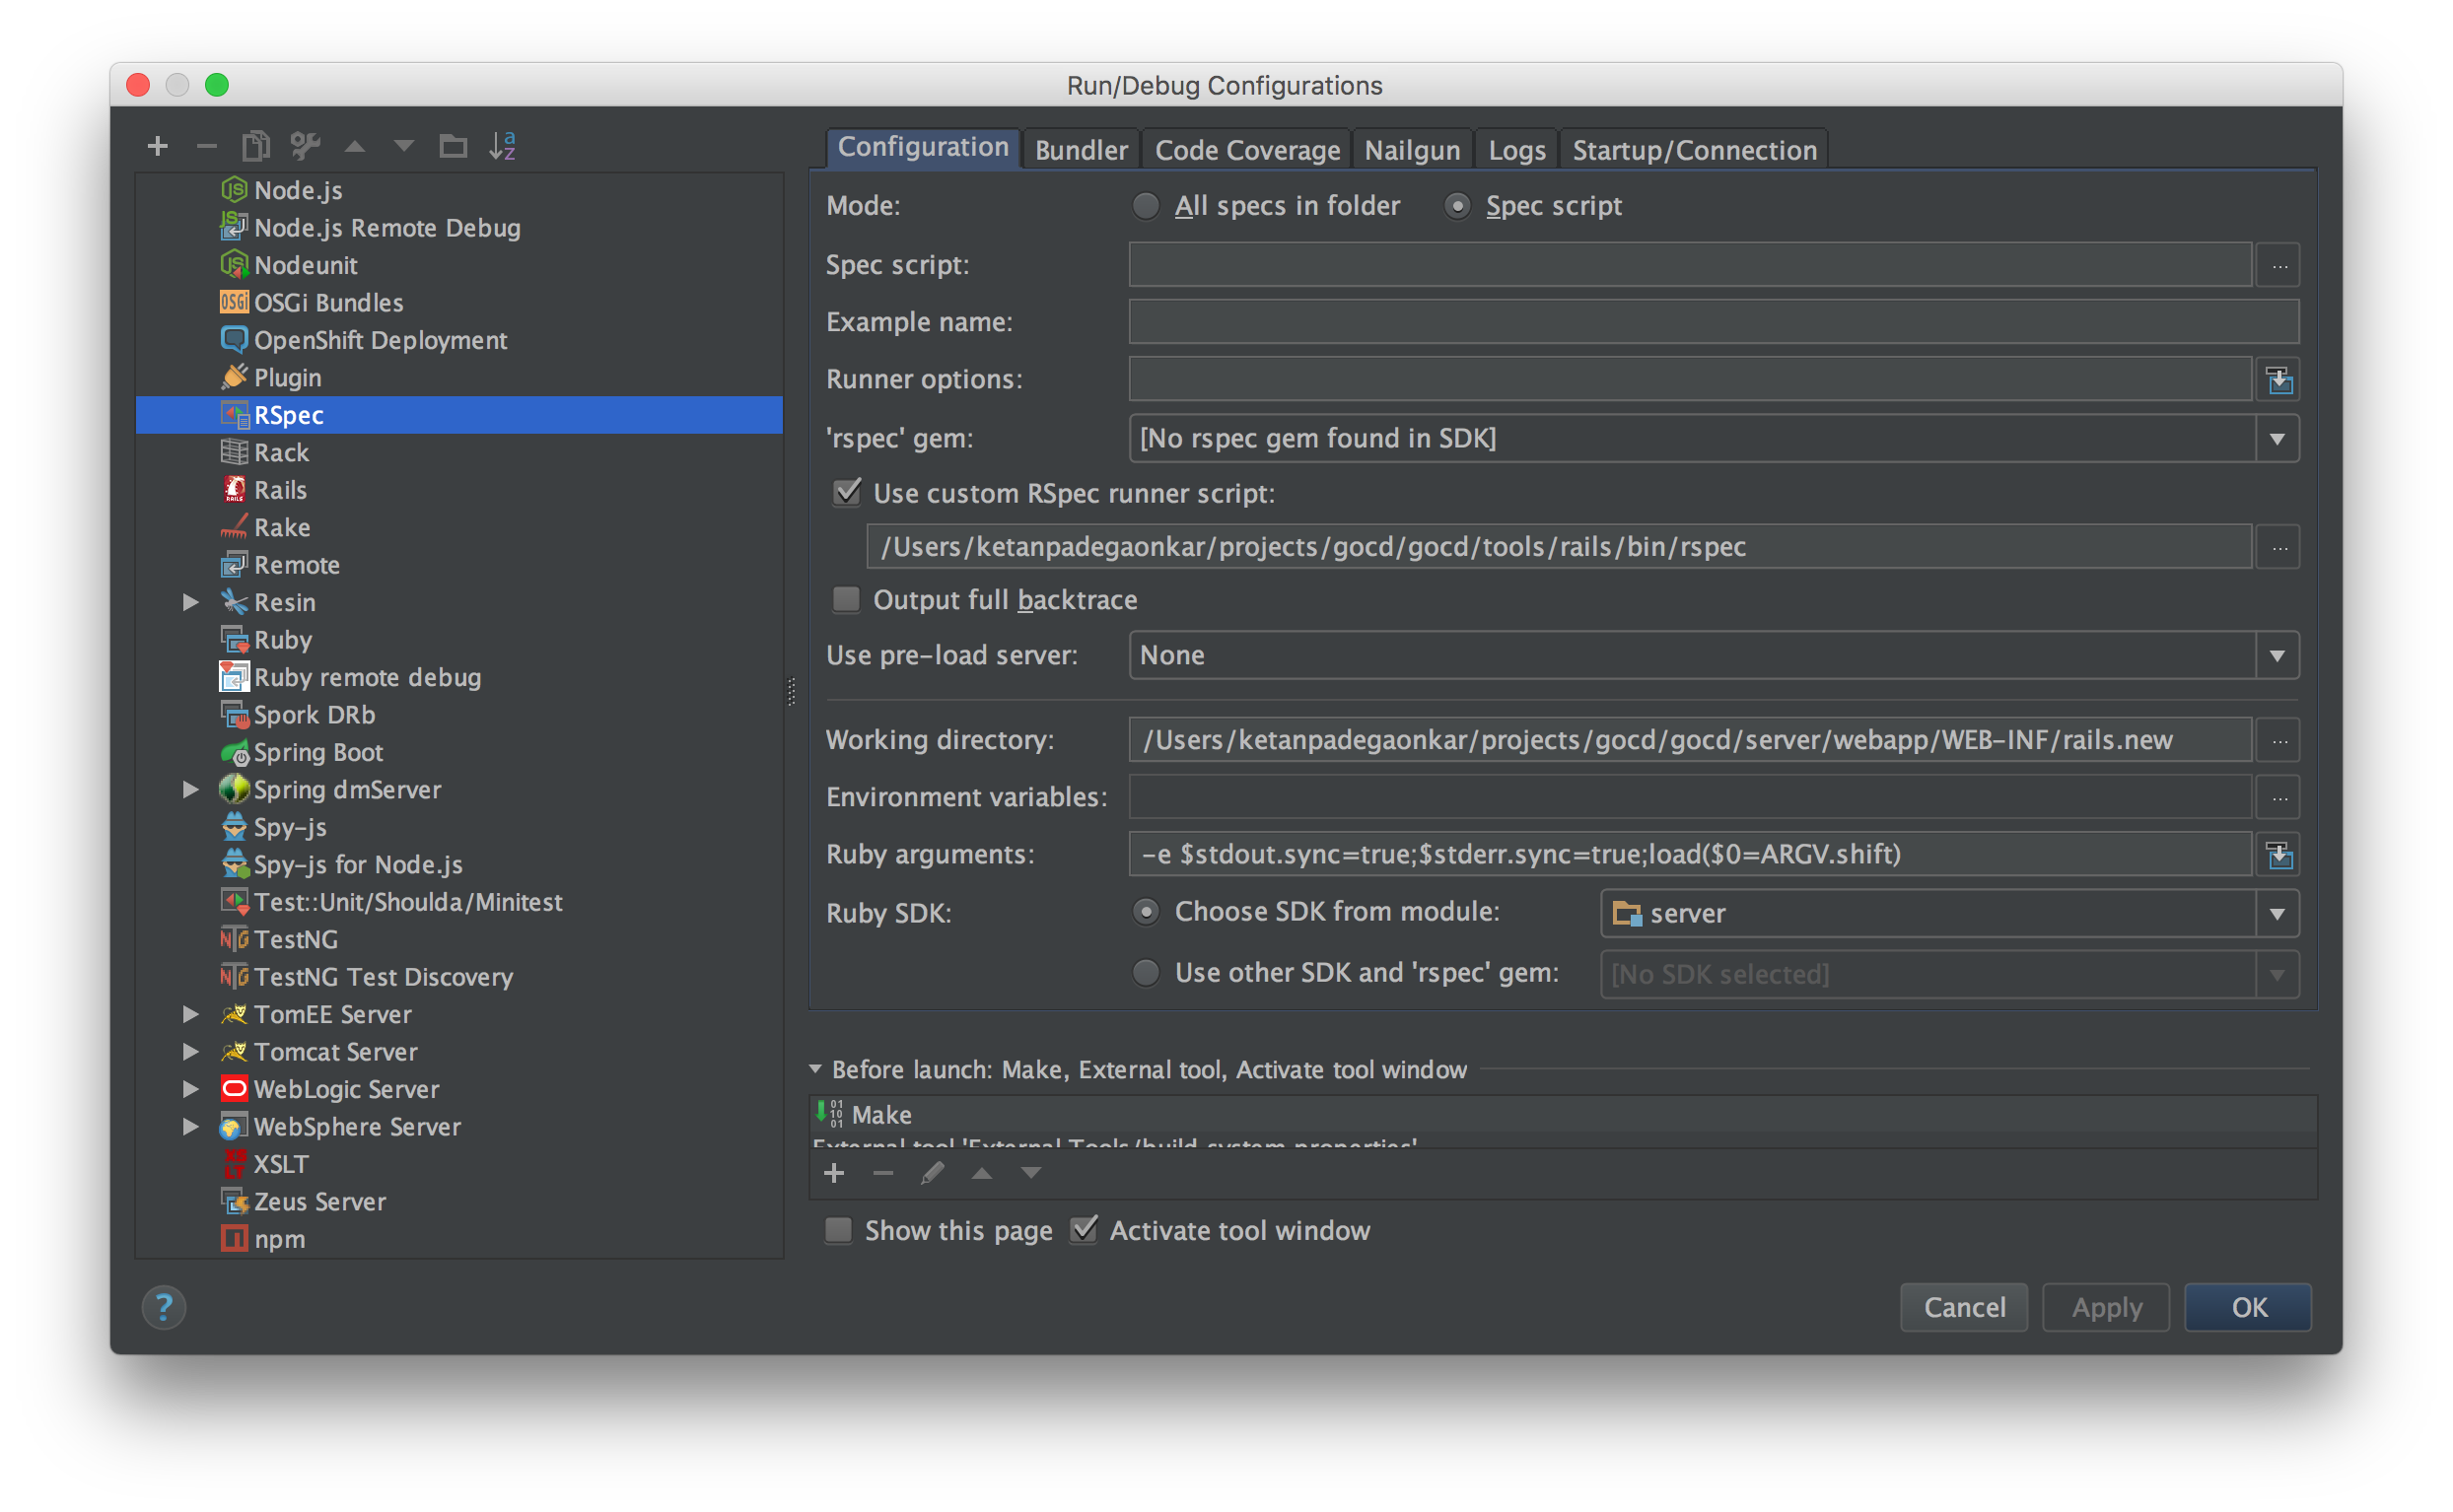 Run/Debug Configurations
Node.js
Node.js Remote Debug
Nodeunit
OSGi Bundles
OpenShift Deployment
Plugin
RSpec
Rack
Rails
Rake
Remote
Resin
Ruby
Ruby remote debug
Spork DRb
Spring Boot
Spring dmServer
Spy-js
Spy-js for Node.js
Test::Unit/Shoulda/Minitest
TestNG
TestNG Test Discovery
TomEE Server
Tomcat Server
WebLogic Server
WebSphere Server
XSLT
Zeus Server
npm
Configuration Bundler Code Coverage Nailgun Logs Startup/Connection
Mode: All specs in folder Spec script
Spec script: ...
Example name:
Runner options:
'rspec' gem: [No rspec gem found in SDK]
Use custom RSpec runner script:
/Users/ketanpadegaonkar/projects/gocd/gocd/tools/rails/bin/rspec ...
Output full backtrace
Use pre-load server: None
Working directory: /Users/ketanpadegaonkar/projects/gocd/gocd/server/webapp/WEB-INF/rails.new ...
Environment variables: ...
Ruby arguments: -e $stdout.sync=true;$stderr.sync=true;load($0=ARGV.shift)
Ruby SDK: Choose SDK from module: server
Use other SDK and 'rspec' gem: [No SDK selected]
Before launch: Make, External tool, Activate tool window
Make
External tool 'External Tools/build system properties'
Show this page Activate tool window
? Cancel Apply OK